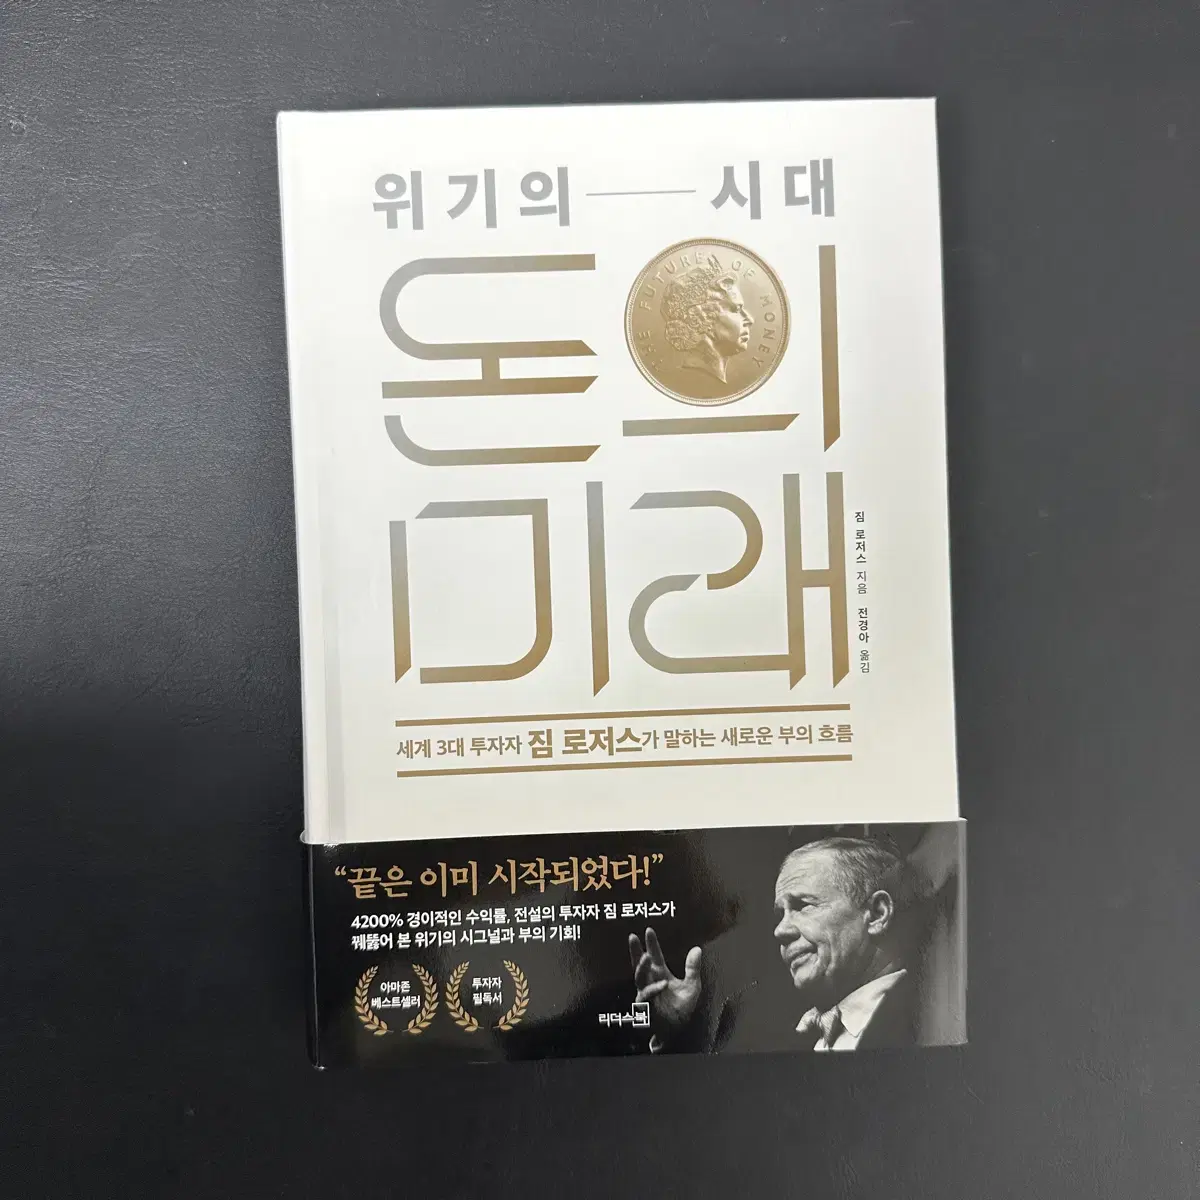 위기의 시대
돈의
THE FUTURE OF MONEY
미래
짐 로저스 지음 전경아 옮김
세계 3대 투자자 짐 로저스가 말하는 새로운 부의 흐름
“끝은 이미 시작되었다!”
4200% 경이적인 수익률, 전설의 투자자 짐 로저스가
꿰뚫어 본 위기의 시그널과 부의 기회!
아마존
베스트셀러
투자자
필독서
리더스북